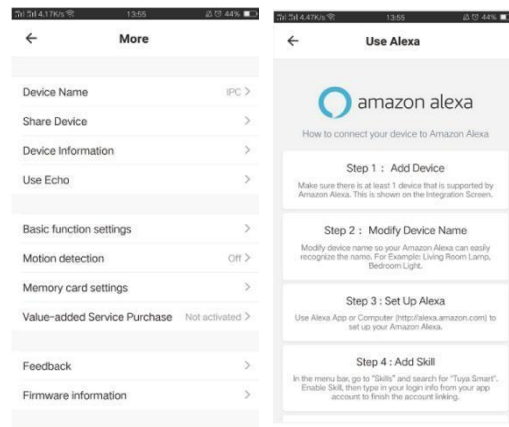 4.17K/s 13:55 44%
More
Device Name IPC >
Share Device >
Device Information >
Use Echo >
Basic function settings >
Motion detection Off >
Memory card settings >
Value-added Service Purchase Not activated >
Feedback >
Firmware information >
4.47K/s 13:55 44%
Use Alexa
amazon alexa
How to connect your device to Amazon Alexa
Step 1 : Add Device
Make sure there is at least 1 device that is supported by
Amazon Alexa. This is shown on the Integration Screen.
Step 2 : Modify Device Name
Modify device name so your Amazon Alexa can easily
recognize the name. For Example: Living Room Lamp,
Bedroom Light.
Step 3 : Set Up Alexa
Use Alexa App or Computer (http://alexa.amazon.com) to
set up your Amazon Alexa.
Step 4 : Add Skill
In the menu bar, go to "Skills" and search for "Tuya Smart".
Enable Skill, then type in your login info from your app
account to finish the account linking.